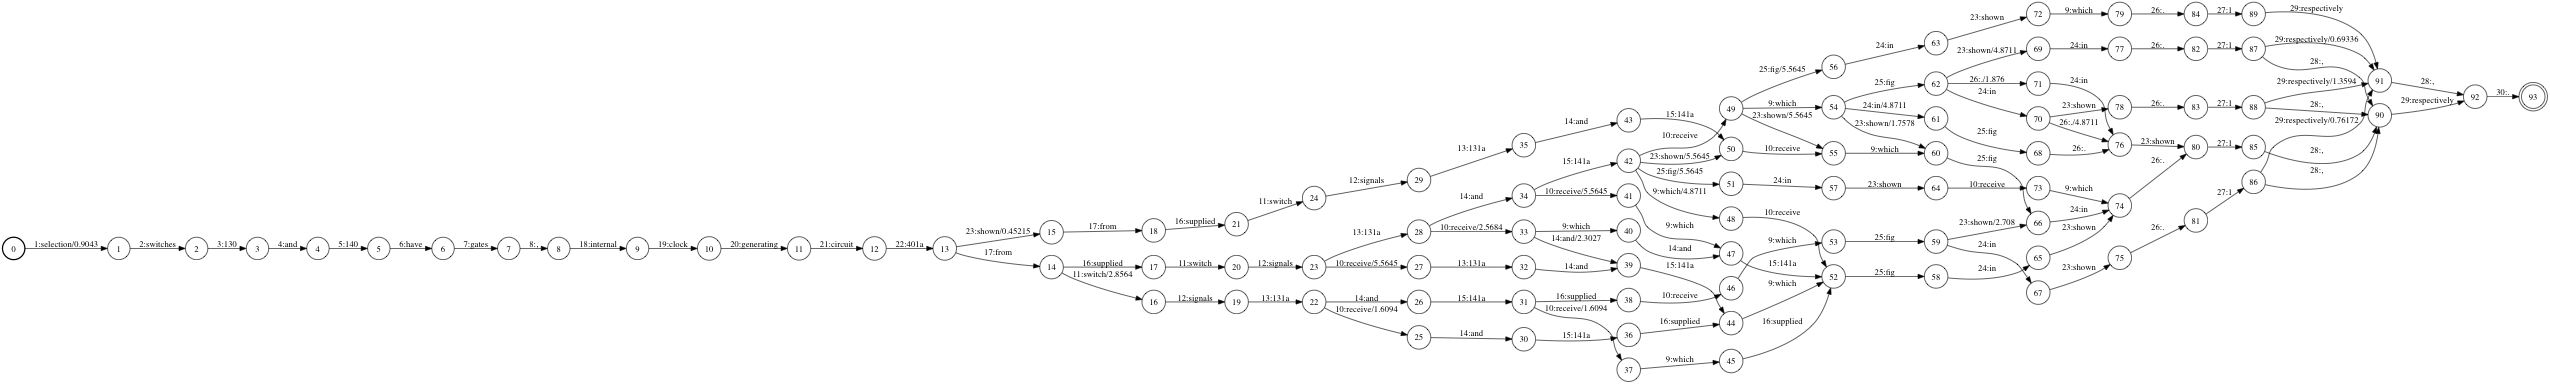 0 1:selection/0.9043 1 2:switches 2 3:130 3 4:and 4 5:140 5 6:have 6 7:gates 7 8:, 8 18:internal 9 19:clock 10 20:generating 11 21:circuit 12 22:401a 13
23:shown/0.45215 15 17:from 18 16:supplied 21 11:switch 24 12:signals 29 13:131a 35 14:and 43 15:141a 50 10:receive 55 9:which 60 25:fig
17:from 14 16:supplied 17 11:switch 20 12:signals 23 13:131a 28 14:and 34 15:141a 42 10:receive 49
11:switch/2.8564 16 12:signals 19 13:131a 22 14:and 26 15:141a 31 16:supplied 38 10:receive 46 9:which 53 25:fig 59
10:receive/1.6094 25 14:and 30 15:141a 36 16:supplied 44 9:which 52 25:fig 58 24:in 65 23:shown
10:receive/1.6094 37 9:which 45 16:supplied
10:receive/5.5645 27 13:131a 32 14:and 39 15:141a
10:receive/2.5684 33 9:which 40 14:and 47 15:141a
14:and/2.3027
10:receive/5.5645 41 9:which
23:shown/5.5645
25:fig/5.5645 51 24:in 57 23:shown 64 10:receive 73 9:which 74 26:. 80 27:1 85 28:,
9:which/4.8711 48 10:receive
25:fig/5.5645 56 24:in 63 23:shown 72 9:which 79 26:. 84 27:1 89 29:respectively 91 28:, 92 30:. 93
9:which 54 25:fig 62 23:shown/4.8711 69 24:in 77 26:. 82 27:1 87 29:respectively/0.69336
28:,
23:shown/5.5645
24:in/4.8711 61 25:fig 68 26:. 76 23:shown
23:shown/1.7578
26:./1.876 71 24:in
24:in 70 23:shown 78 26:. 83 27:1 88 29:respectively/1.3594
28:, 90 29:respectively
26:./4.8711
23:shown/2.708 66 24:in
24:in 67 23:shown 75 26:. 81 27:1 86 29:respectively/0.76172
28:,